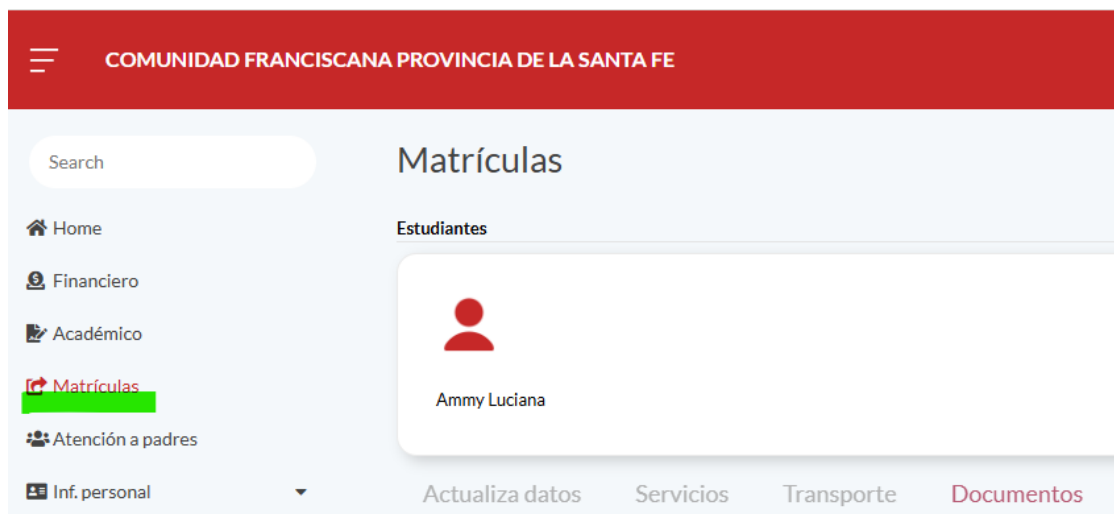 COMUNIDAD FRANCISCANA PROVINCIA DE LA SANTA FE
Search
Home
Financiero
Académico
Matrículas
Atención a padres
Inf. personal
Matrículas
Estudiantes
Ammy Luciana
Actualiza datos Servicios Transporte Documentos